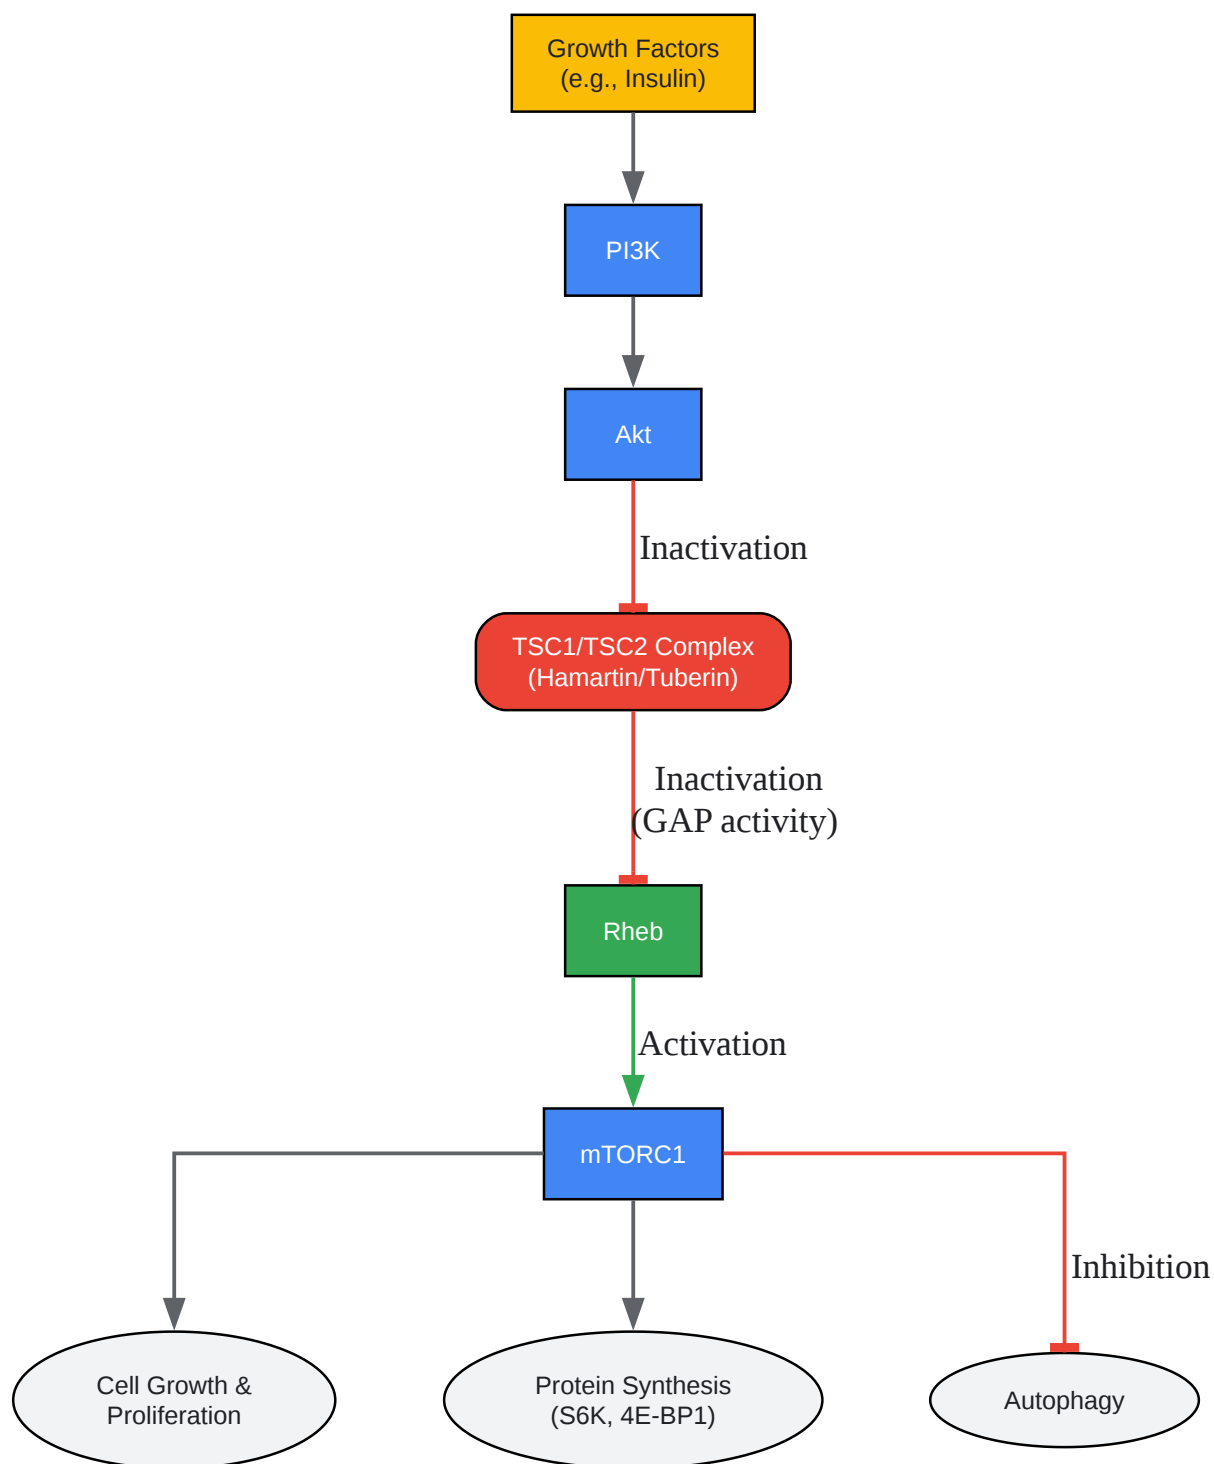 Growth Factors
(e.g., Insulin)
PI3K
Akt
Inactivation
TSC1/TSC2 Complex
(Hamartin/Tuberin)
Inactivation
(GAP activity)
Rheb
Activation
mTORC1
Inhibition
Cell Growth &
Proliferation
Protein Synthesis
(S6K, 4E-BP1)
Autophagy